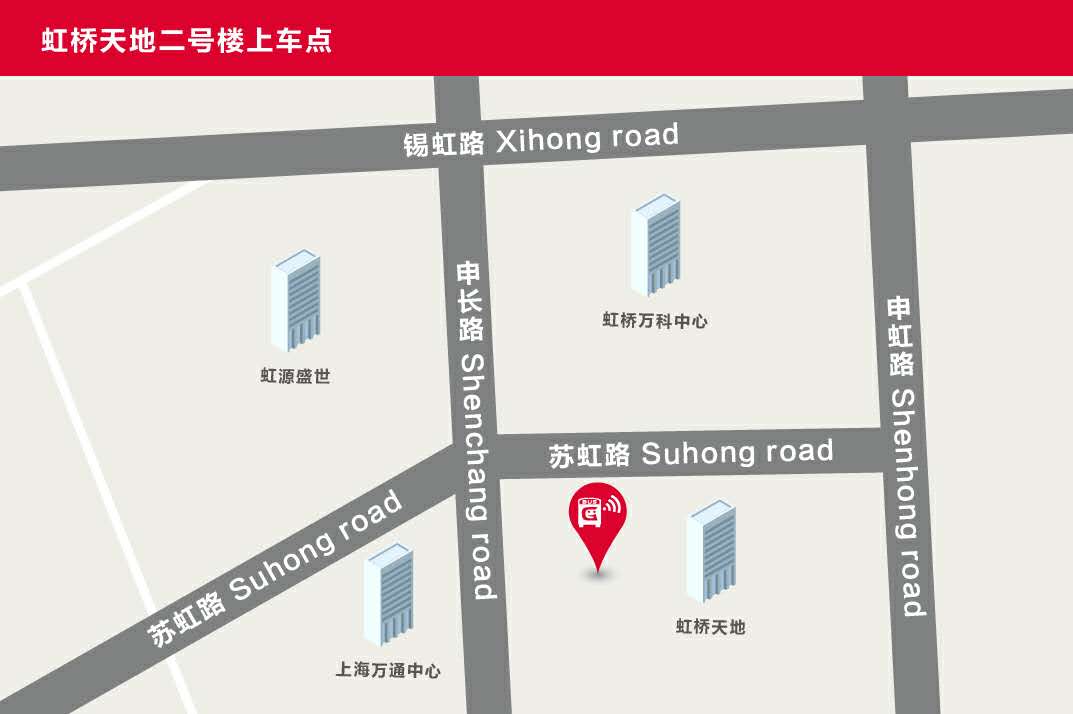 虹桥天地二号楼上车点
锡虹路 Xihong road
申长路 Shenchang road
申虹路 Shenhong road
虹桥万科中心
虹源盛世
苏虹路 Suhong road
BUS
苏虹路 Suhong road
虹桥天地
上海万通中心